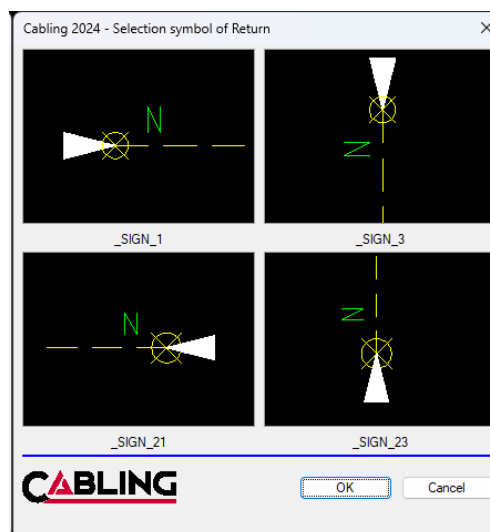 Cabling 2024 - Selection symbol of Return
N
N
_SIGN_1
_SIGN_3
N
N
_SIGN_21
_SIGN_23
CABLING
OK
Cancel